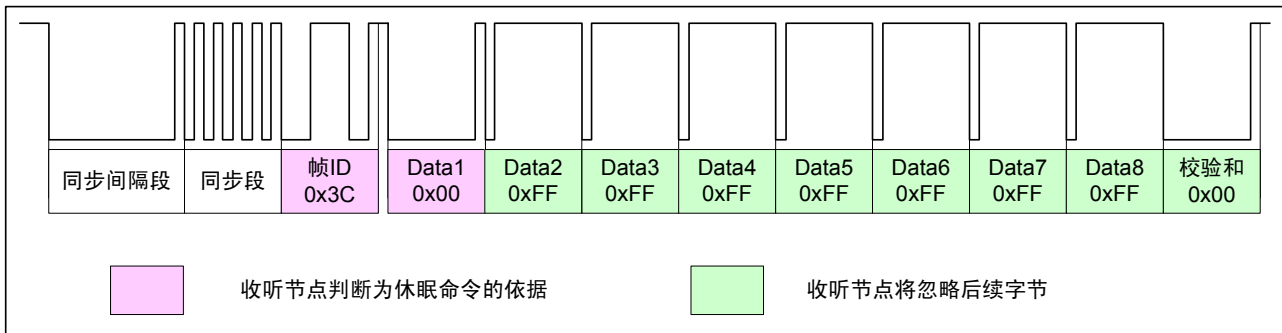 同步间隔段
同步段
帧ID
0x3C
Data1
0x00
Data2
0xFF
Data3
0xFF
Data4
0xFF
Data5
0xFF
Data6
0xFF
Data7
0xFF
Data8
0xFF
校验和
0x00
收听节点判断为休眠命令的依据
收听节点将忽略后续字节